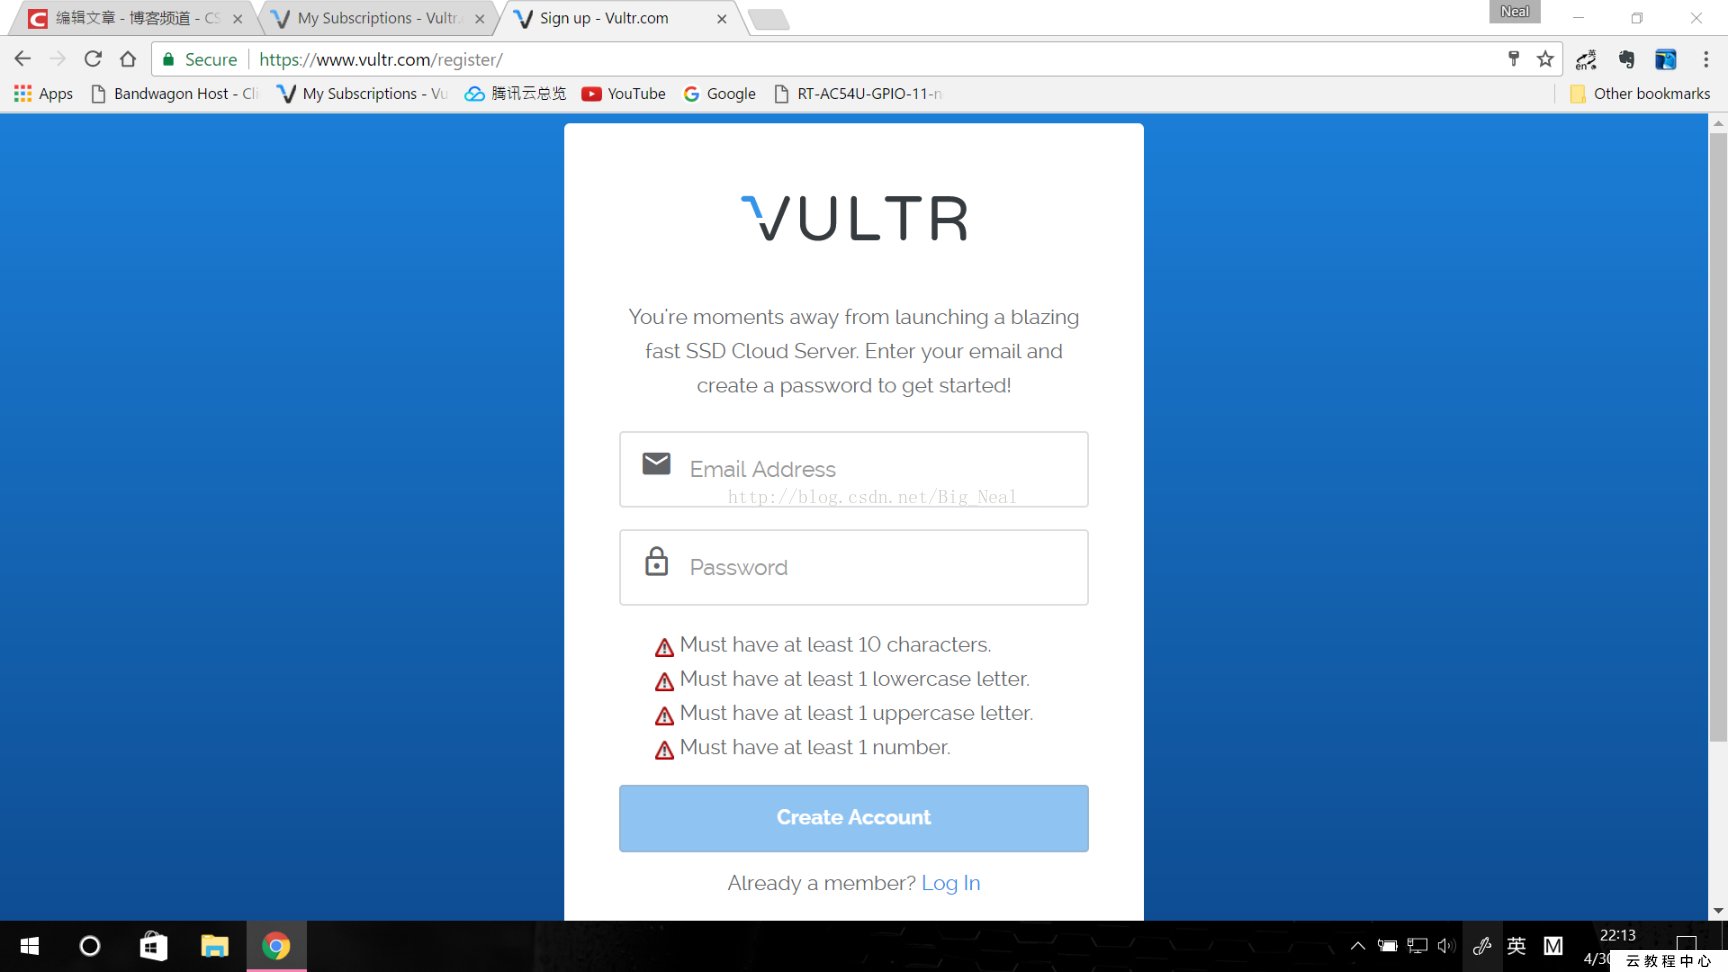 编辑文章 - 博客频道 - CS
My Subscriptions - Vultr.
Sign up - Vultr.com
Neal
Secure
https://www.vultr.com/register/
Apps
Bandwagon Host - Cli
My Subscriptions - Vu
腾讯云总览
YouTube
Google
RT-AC54U-GPIO-11-n
Other bookmarks
VULTR
You're moments away from launching a blazing
fast SSD Cloud Server. Enter your email and
create a password to get started!
Email Address
http://blog.csdn.net/Big_Neal
Password
Must have at least 10 characters.
Must have at least 1 lowercase letter.
Must have at least 1 uppercase letter.
Must have at least 1 number.
Create Account
Already a member? Log In
英
M
22:13
4/30
云教程中心